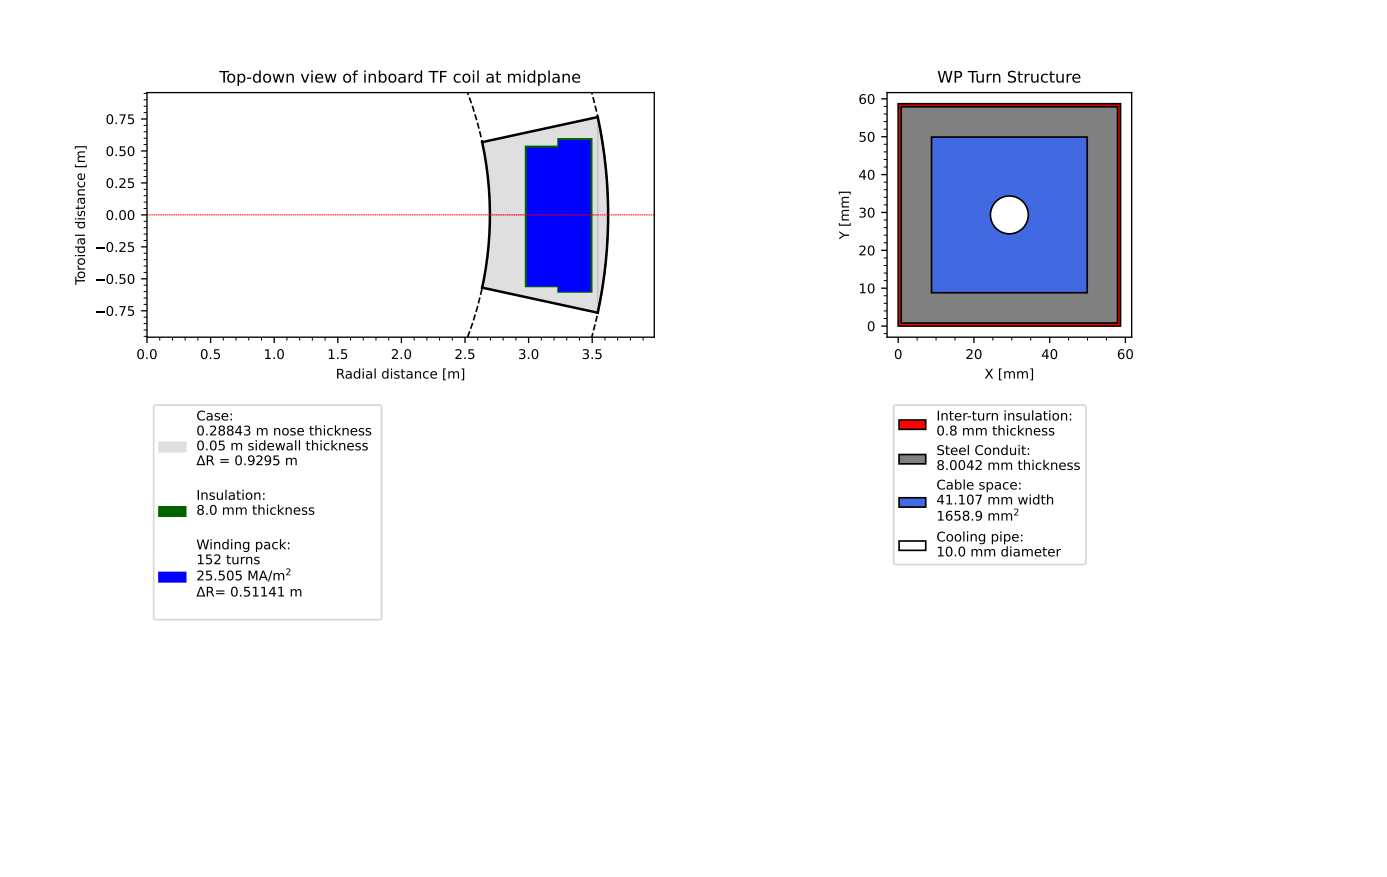 Top-down view of inboard TF coil at midplane
0.75
0.50
0.25
0.00
−0.25
−0.50
−0.75
Toroidal distance [m]
0.0 0.5 1.0 1.5 2.0 2.5 3.0 3.5
Radial distance [m]
Case:
0.28843 m nose thickness
0.05 m sidewall thickness
ΔR = 0.9295 m
Insulation:
8.0 mm thickness
Winding pack:
152 turns
25.505 MA/m²
ΔR= 0.51141 m
WP Turn Structure
60
50
40
30
20
10
0
Y [mm]
0 20 40 60
X [mm]
Inter-turn insulation:
0.8 mm thickness
Steel Conduit:
8.0042 mm thickness
Cable space:
41.107 mm width
1658.9 mm²
Cooling pipe:
10.0 mm diameter